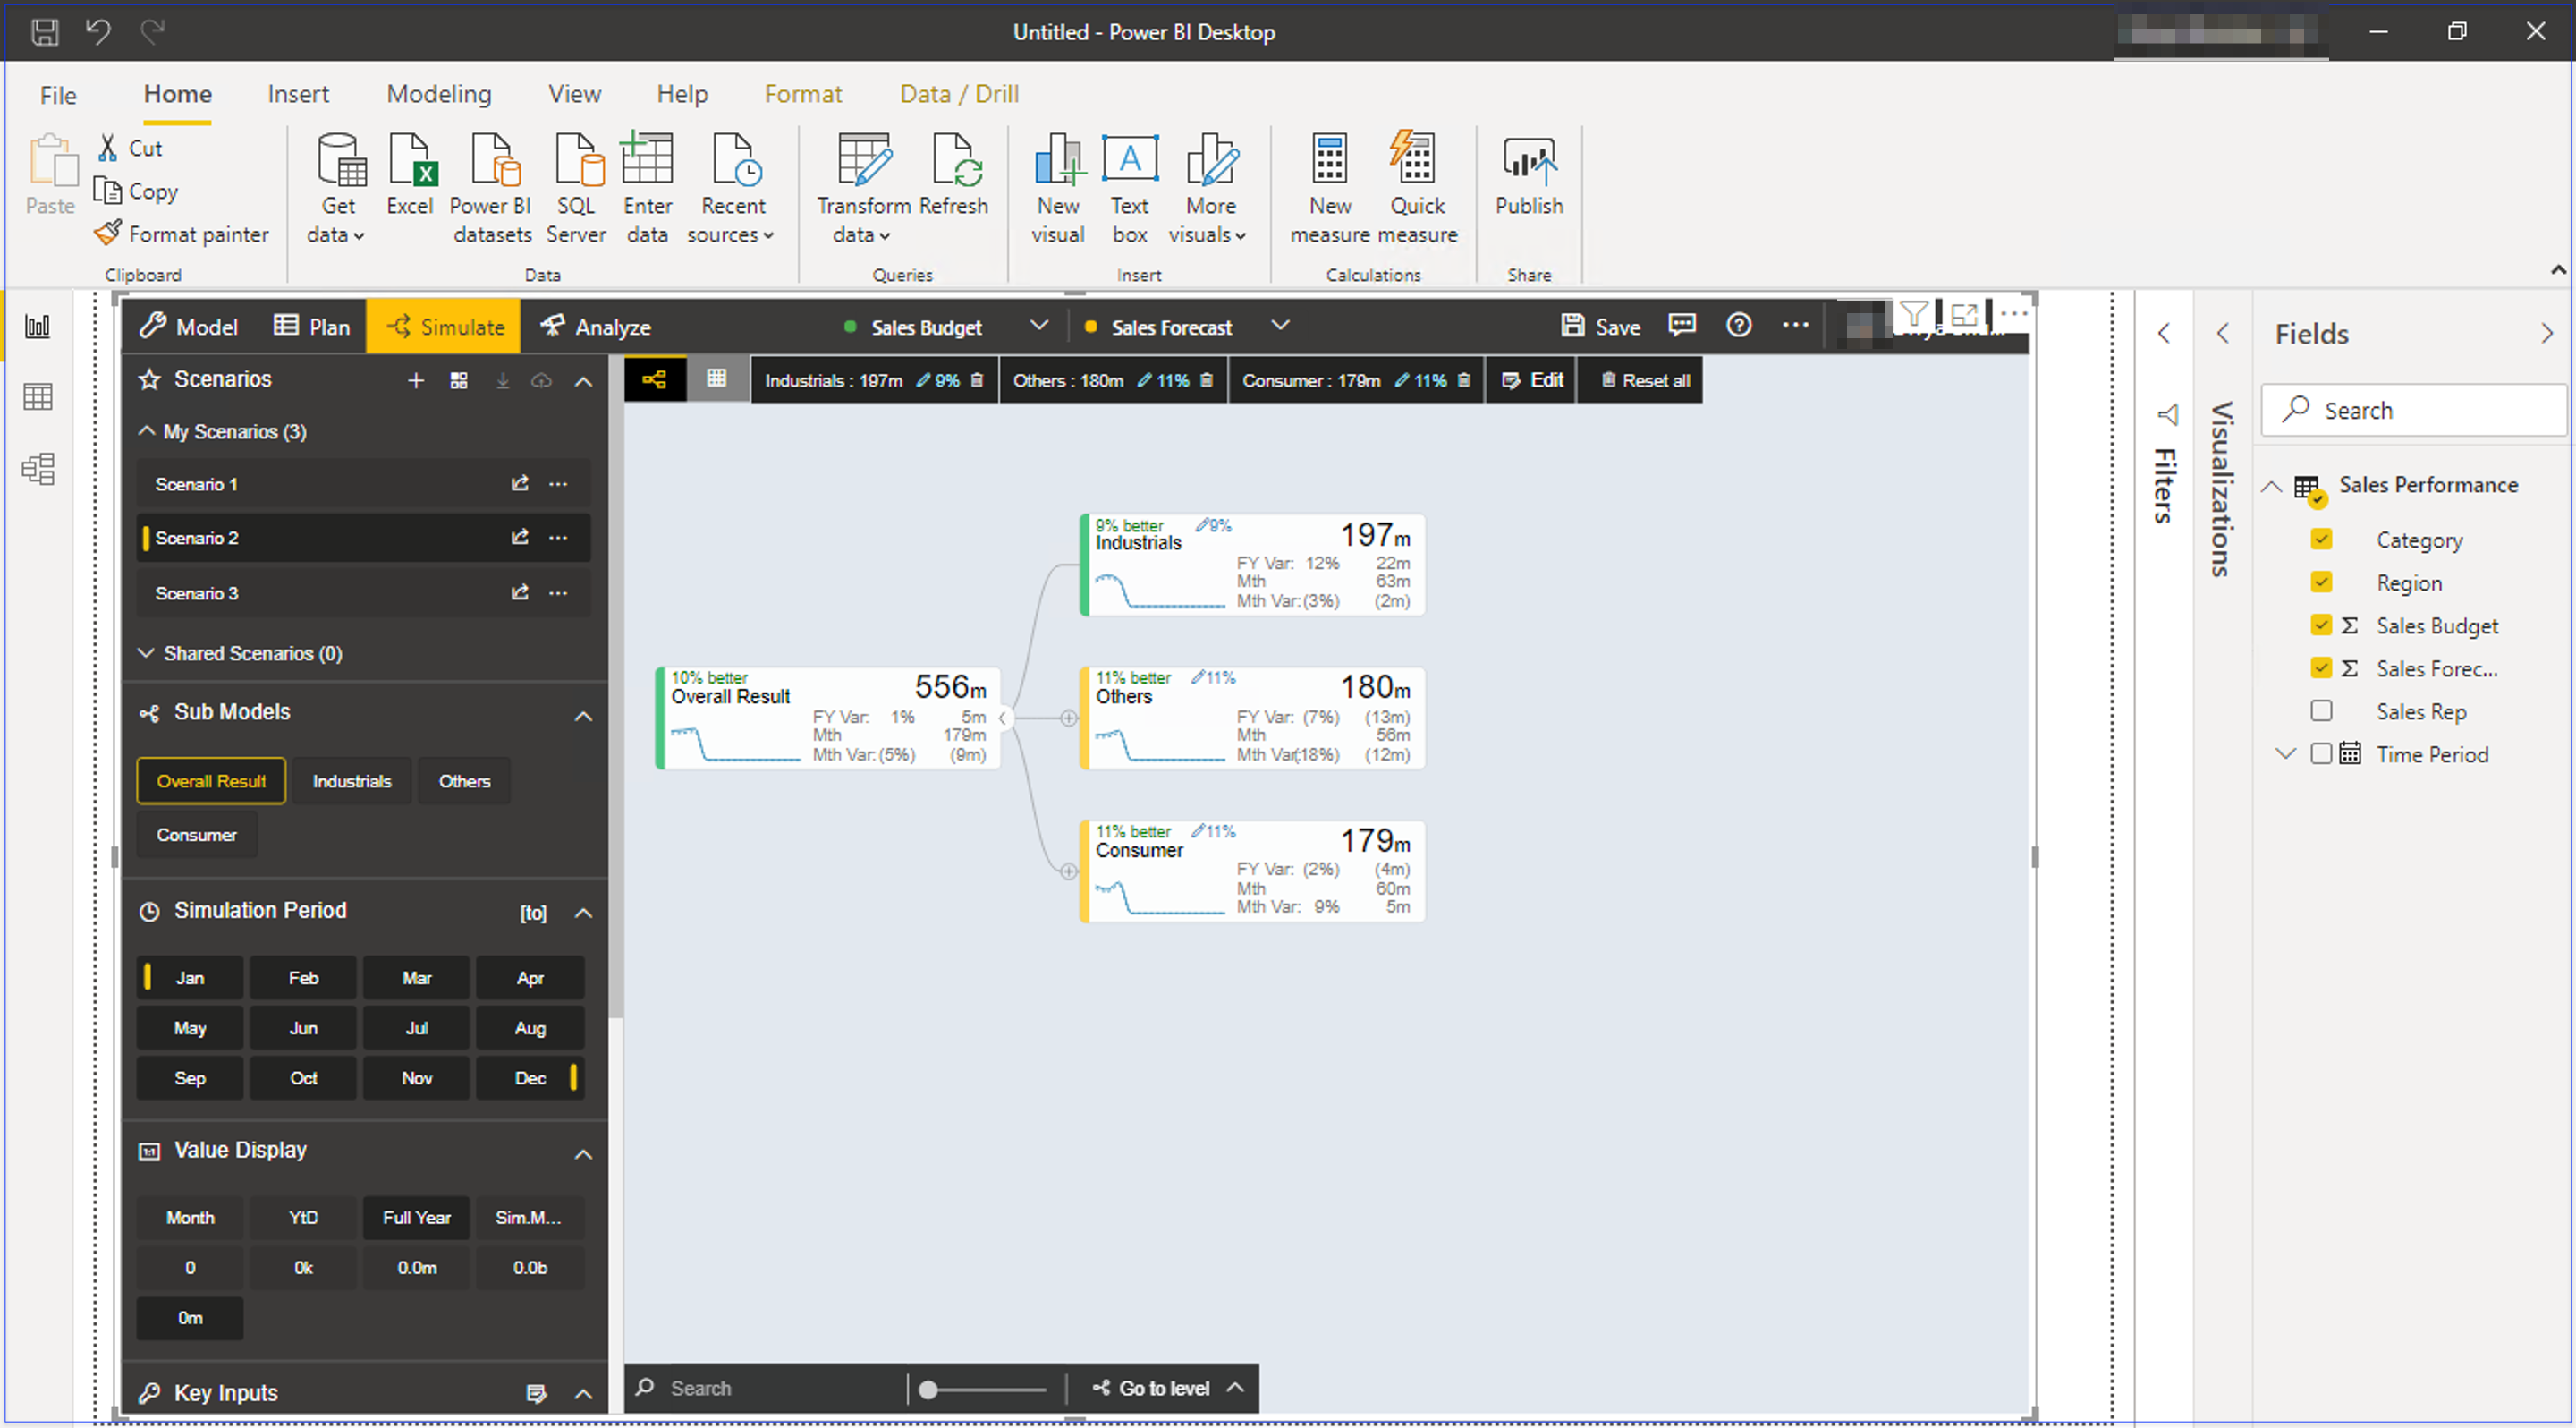 Untitled - Power BI Desktop
File Home Insert Modeling View Help Format Data / Drill
Paste
Cut
Copy
Format painter
Get data
Excel
Power BI datasets
SQL Server
Enter data
Recent sources
Transform data
Refresh
New visual
Text box
More visuals
New measure
Quick measure
Publish
Clipboard Data Queries Insert Calculations Share
Model Plan Simulate Analyze Sales Budget Sales Forecast Save
Scenarios
My Scenarios (3)
Scenario 1
Scenario 2
Scenario 3
Shared Scenarios (0)
Sub Models
Overall Result Industrials Others
Consumer
Simulation Period [to]
Jan Feb Mar Apr
May Jun Jul Aug
Sep Oct Nov Dec
Value Display 1:1
Month YtD Full Year Sim.M...
0 0k 0.0m 0.0b
0m
Key Inputs
Industrials : 197m 9% Others : 180m 11% Consumer : 179m 11% Edit Reset all
10% better
Overall Result 556m
FY Var: 1% 5m
Mth 179m
Mth Var: (5%) (9m)
9% better 9%
Industrials 197m
FY Var: 12% 22m
Mth 63m
Mth Var: (3%) (2m)
11% better 11%
Others 180m
FY Var: (7%) (13m)
Mth 56m
Mth Var:(18%) (12m)
11% better 11%
Consumer 179m
FY Var: (2%) (4m)
Mth 60m
Mth Var: 9% 5m
Search Go to level
Filters
Visualizations
Fields
Search
Sales Performance
Category
Region
Σ Sales Budget
Σ Sales Forec...
Sales Rep
Time Period